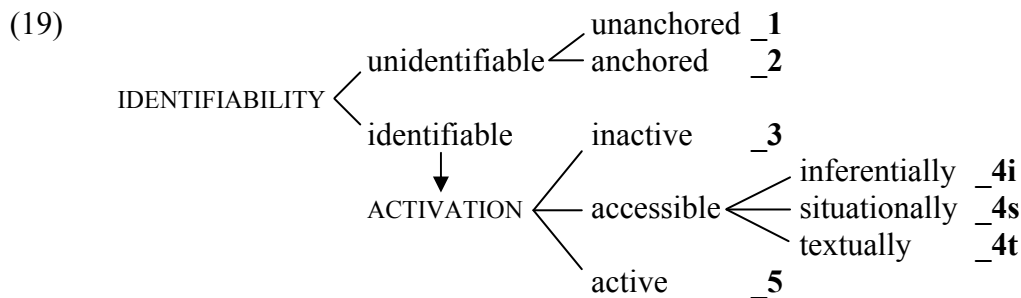 (19)
unanchored _1
unidentifiable anchored _2
IDENTIFIABILITY
identifiable inactive _3
inferentially _4i
ACTIVATION accessible situationally _4s
textually _4t
active _5